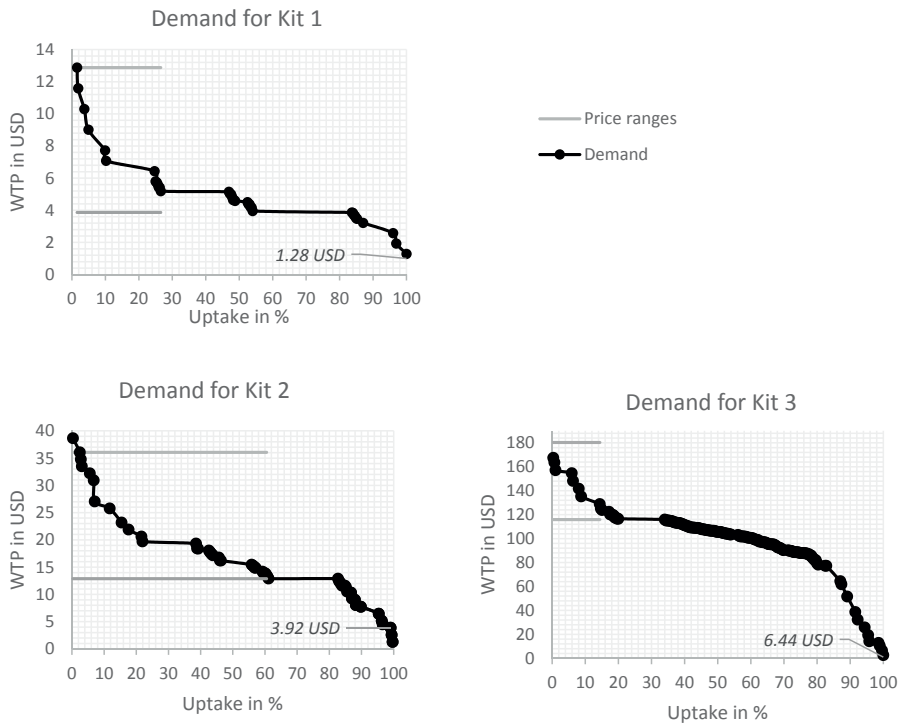 Demand for Kit 1
14
12
10
8
6
4
2
0
WTP in USD
1.28 USD
0 10 20 30 40 50 60 70 80 90 100
Uptake in %
Price ranges
Demand
Demand for Kit 2
40
35
30
25
20
15
10
5
0
WTP in USD
3.92 USD
0 10 20 30 40 50 60 70 80 90 100
Uptake in %
Demand for Kit 3
180
160
140
120
100
80
60
40
20
0
WTP in USD
6.44 USD
0 10 20 30 40 50 60 70 80 90 100
Uptake in %